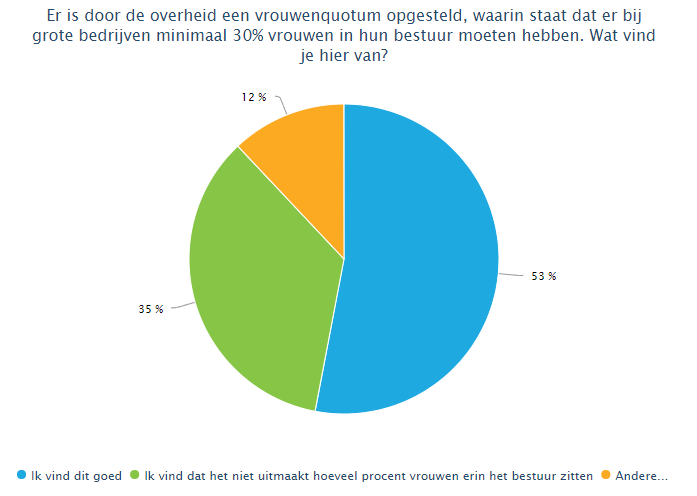 Er is door de overheid een vrouwenquotum opgesteld, waarin staat dat er bij
grote bedrijven minimaal 30% vrouwen in hun bestuur moeten hebben. Wat vind
je hier van?
12 %
53 %
35 %
Ik vind dit goed Ik vind dat het niet uitmaakt hoeveel procent vrouwen erin het bestuur zitten Andere...